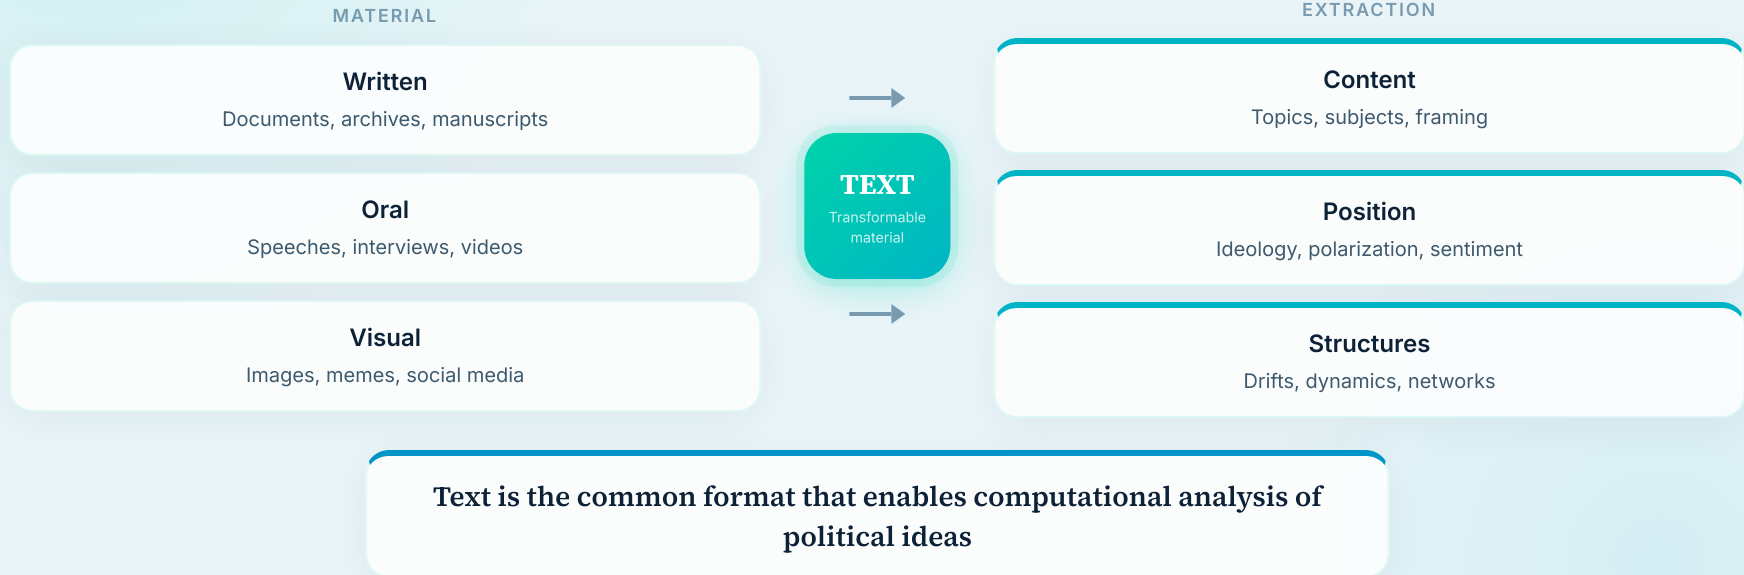 MATERIAL
Written
Documents, archives, manuscripts
Oral
Speeches, interviews, videos
Visual
Images, memes, social media
TEXT
Transformable
material
EXTRACTION
Content
Topics, subjects, framing
Position
Ideology, polarization, sentiment
Structures
Drifts, dynamics, networks
Text is the common format that enables computational analysis of
political ideas